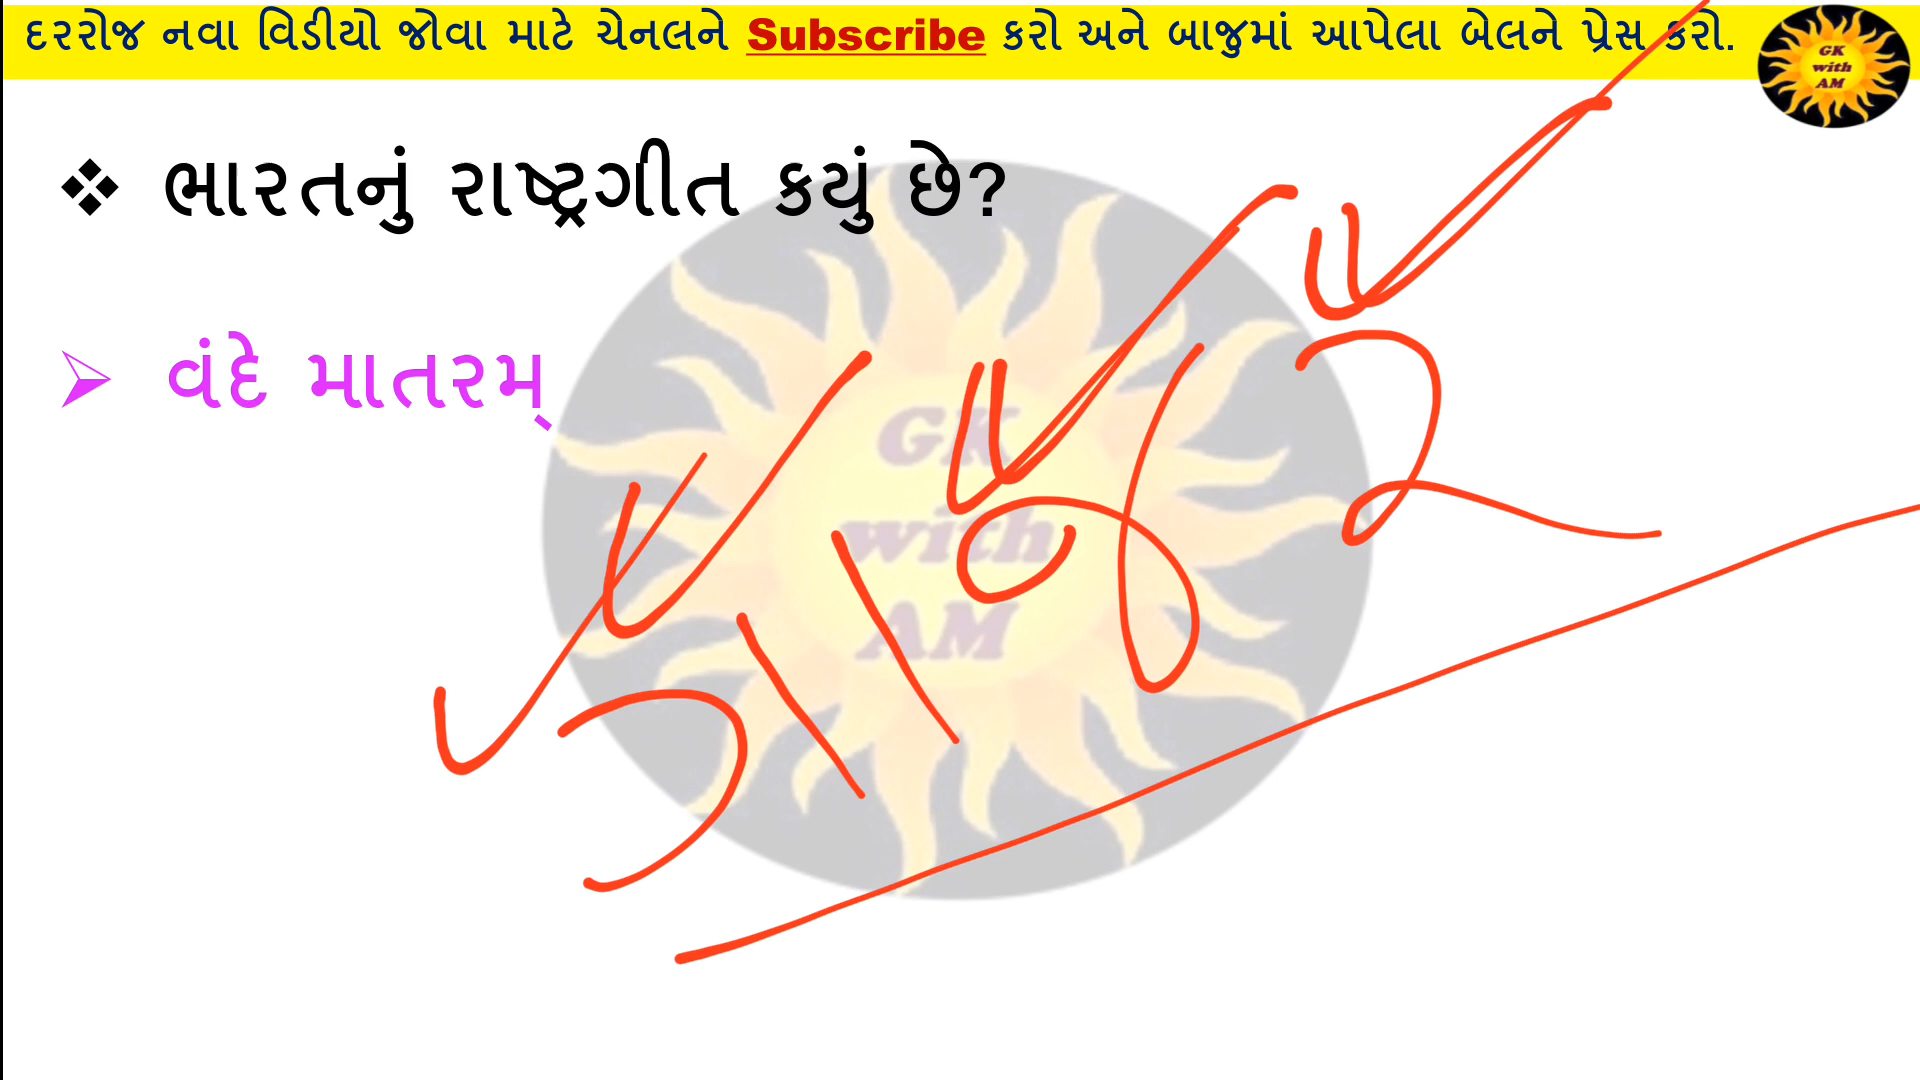 દરરોજ નવા વિડીયો જોવા માટે ચેનલને Subscribe કરો અને બાજુમાં આપેલા બેલને પ્રેસ કરો.
GK
with
AM
❖ ભારતનું રાષ્ટ્રગીત કયું છે?
➢ વંદે માતરમ્
GK
with
AM